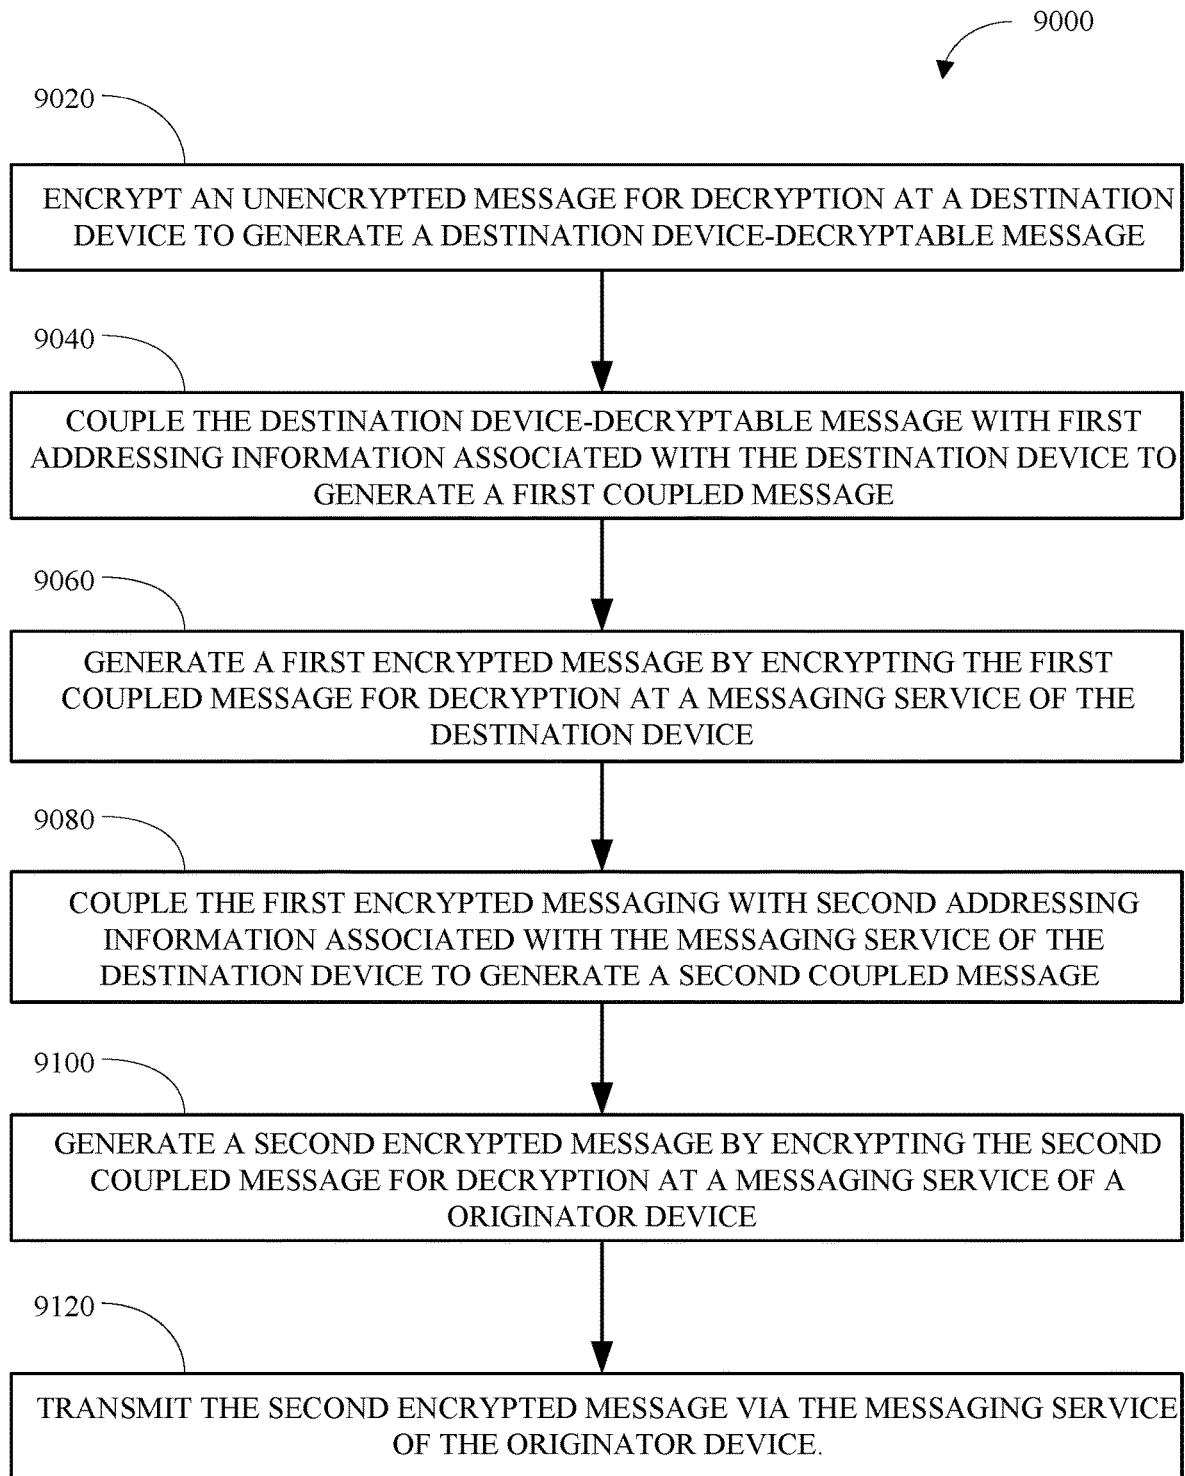 9000
9020
ENCRYPT AN UNENCRYPTED MESSAGE FOR DECRYPTION AT A DESTINATION
DEVICE TO GENERATE A DESTINATION DEVICE-DECRYPTABLE MESSAGE
9040
COUPLE THE DESTINATION DEVICE-DECRYPTABLE MESSAGE WITH FIRST
ADDRESSING INFORMATION ASSOCIATED WITH THE DESTINATION DEVICE TO
GENERATE A FIRST COUPLED MESSAGE
9060
GENERATE A FIRST ENCRYPTED MESSAGE BY ENCRYPTING THE FIRST
COUPLED MESSAGE FOR DECRYPTION AT A MESSAGING SERVICE OF THE
DESTINATION DEVICE
9080
COUPLE THE FIRST ENCRYPTED MESSAGING WITH SECOND ADDRESSING
INFORMATION ASSOCIATED WITH THE MESSAGING SERVICE OF THE
DESTINATION DEVICE TO GENERATE A SECOND COUPLED MESSAGE
9100
GENERATE A SECOND ENCRYPTED MESSAGE BY ENCRYPTING THE SECOND
COUPLED MESSAGE FOR DECRYPTION AT A MESSAGING SERVICE OF A
ORIGINATOR DEVICE
9120
TRANSMIT THE SECOND ENCRYPTED MESSAGE VIA THE MESSAGING SERVICE
OF THE ORIGINATOR DEVICE.